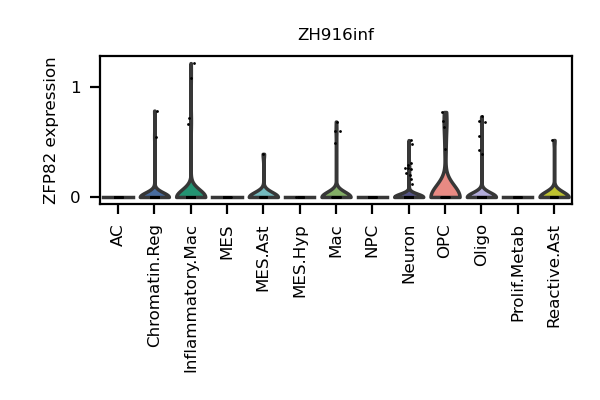 ZH916inf
ZFP82 expression
1
0
AC
Chromatin.Reg
Inflammatory.Mac
MES
MES.Ast
MES.Hyp
Mac
NPC
Neuron
OPC
Oligo
Prolif.Metab
Reactive.Ast